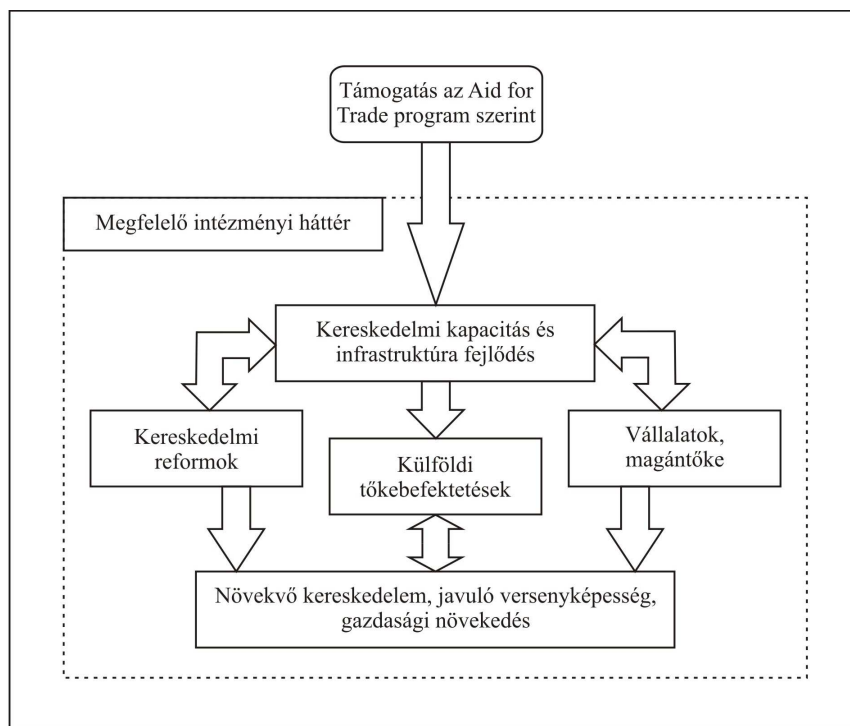 Támogatás az Aid for
Trade program szerint
Megfelelő intézményi háttér
Kereskedelmi kapacitás és
infrastruktúra fejlődés
Kereskedelmi
reformok
Külföldi
tőkebefektetések
Vállalatok,
magántőke
Növekvő kereskedelem, javuló versenyképesség,
gazdasági növekedés